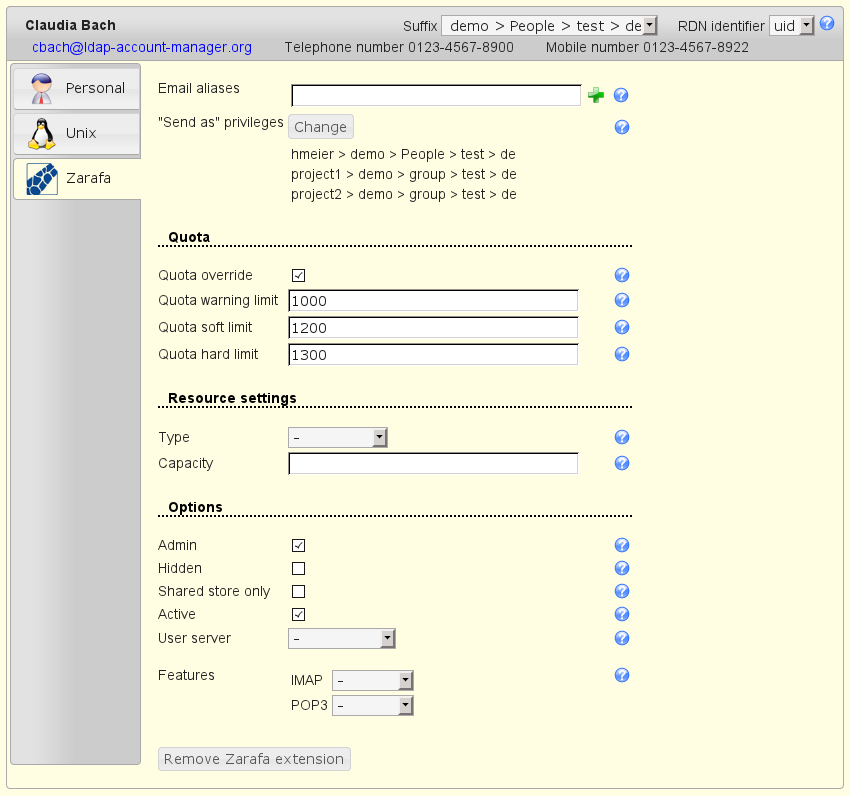 Claudia Bach
Suffix demo > People > test > de RDN identifier uid
cbach@ldap-account-manager.org Telephone number 0123-4567-8900 Mobile number 0123-4567-8922
Personal
Unix
Zarafa
Email aliases
"Send as" privileges Change
hmeier > demo > People > test > de
project1 > demo > group > test > de
project2 > demo > group > test > de
Quota
Quota override
Quota warning limit 1000
Quota soft limit 1200
Quota hard limit 1300
Resource settings
Type -
Capacity
Options
Admin
Hidden
Shared store only
Active
User server -
Features IMAP -
POP3 -
Remove Zarafa extension